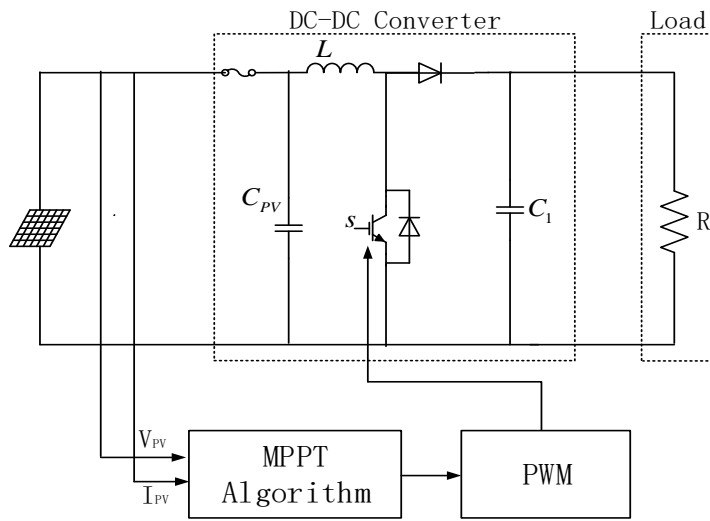 DC-DC Converter
Load
L
C_PV
s
C_1
R
V_PV
I_PV
MPPT
Algorithm
PWM